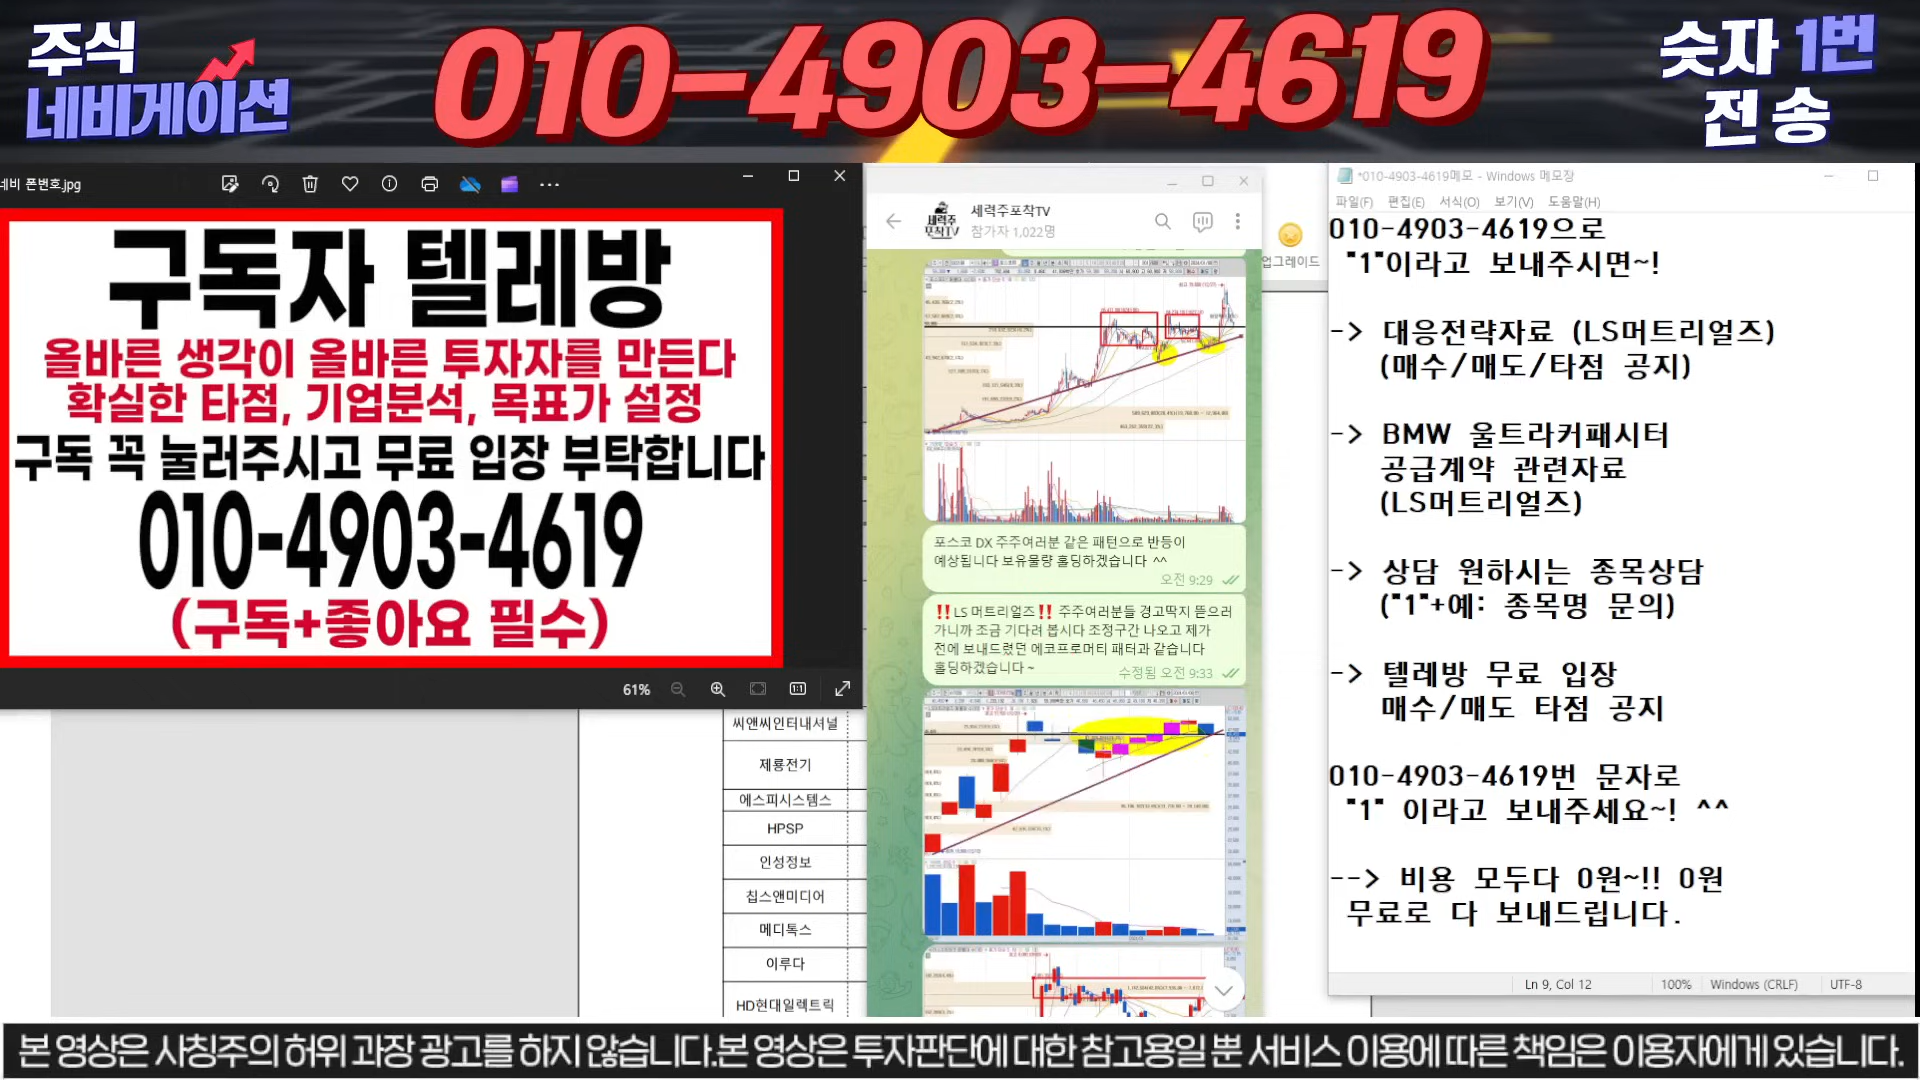 주식
네비게이션
010-4903-4619
숫자 1번
전송
네비 폰번호.jpg
구독자 텔레방
올바른 생각이 올바른 투자자를 만든다
확실한 타점, 기업분석, 목표가 설정
구독 꼭 눌러주시고 무료 입장 부탁합니다
010-4903-4619
(구독+좋아요 필수)
61%
씨앤씨인터내셔널
제룡전기
에스피시스템스
HPSP
인성정보
칩스앤미디어
메디톡스
이루다
HD현대일렉트릭
세력주
포착TV
세력주포착TV
참가자 1,022명
포스코 DX 주주여러분 같은 패턴으로 반등이
예상됩니다 보유물량 홀딩하겠습니다 ^^
오전 9:29
‼️LS 머트리얼즈‼️ 주주여러분들 경고딱지 뜯으러
가니까 조금 기다려 봅시다 조정구간 나오고 제가
전에 보내드렸던 에코프로머티 패터과 같습니다
홀딩하겠습니다 ~
수정됨 오전 9:33
업그레이드
*010-4903-4619메모 - Windows 메모장
파일(F) 편집(E) 서식(O) 보기(V) 도움말(H)
010-4903-4619으로
"1"이라고 보내주시면~!
-> 대응전략자료 (LS머트리얼즈)
(매수/매도/타점 공지)
-> BMW 울트라커패시터
공급계약 관련자료
(LS머트리얼즈)
-> 상담 원하시는 종목상담
("1"+예: 종목명 문의)
-> 텔레방 무료 입장
매수/매도 타점 공지
010-4903-4619번 문자로
"1" 이라고 보내주세요~! ^^
--> 비용 모두다 0원~!! 0원
무료로 다 보내드립니다.
Ln 9, Col 12
100%
Windows (CRLF)
UTF-8
본 영상은 사칭주의 허위 과장 광고를 하지 않습니다.본 영상은 투자판단에 대한 참고용일 뿐 서비스 이용에 따른 책임은 이용자에게 있습니다.